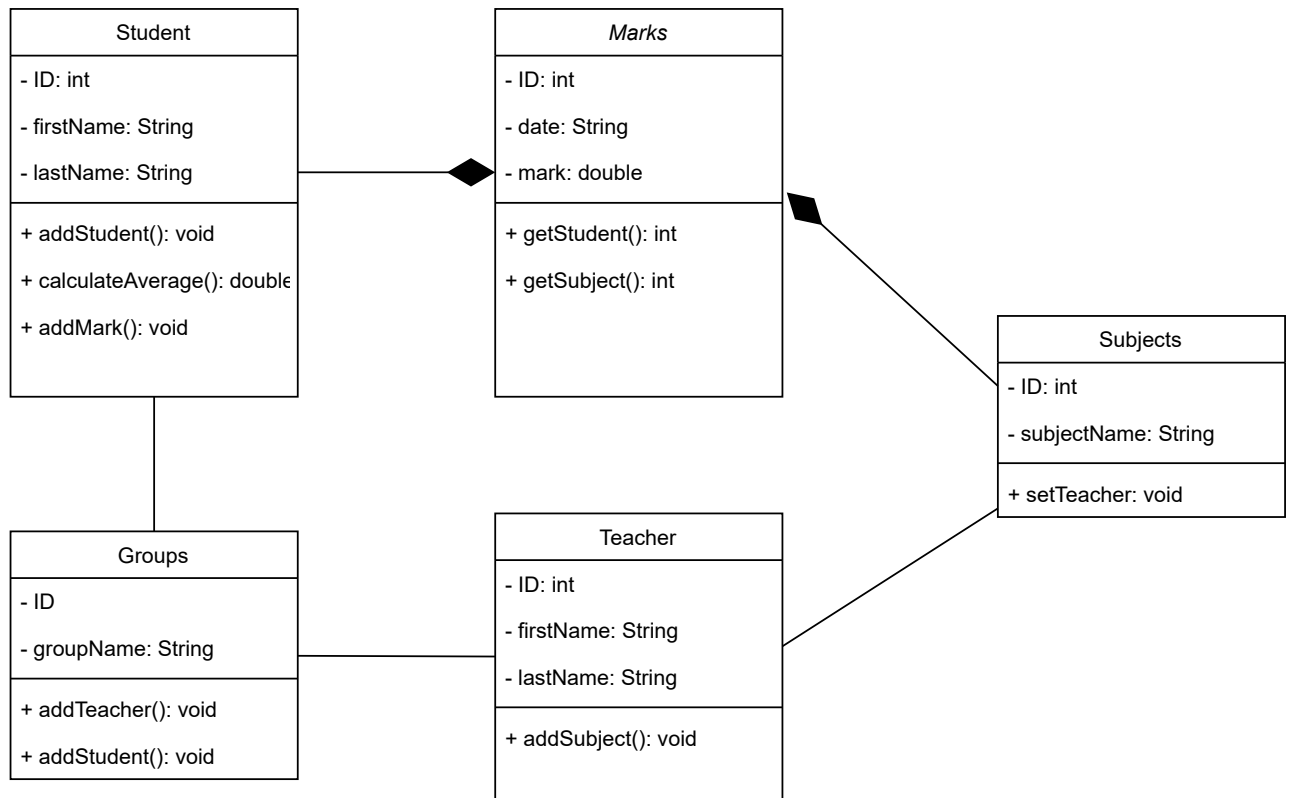 Student
- ID: int
- firstName: String
- lastName: String
+ addStudent(): void
+ calculateAverage(): double
+ addMark(): void
Marks
- ID: int
- date: String
- mark: double
+ getStudent(): int
+ getSubject(): int
Subjects
- ID: int
- subjectName: String
+ setTeacher: void
Groups
- ID
- groupName: String
+ addTeacher(): void
+ addStudent(): void
Teacher
- ID: int
- firstName: String
- lastName: String
+ addSubject(): void